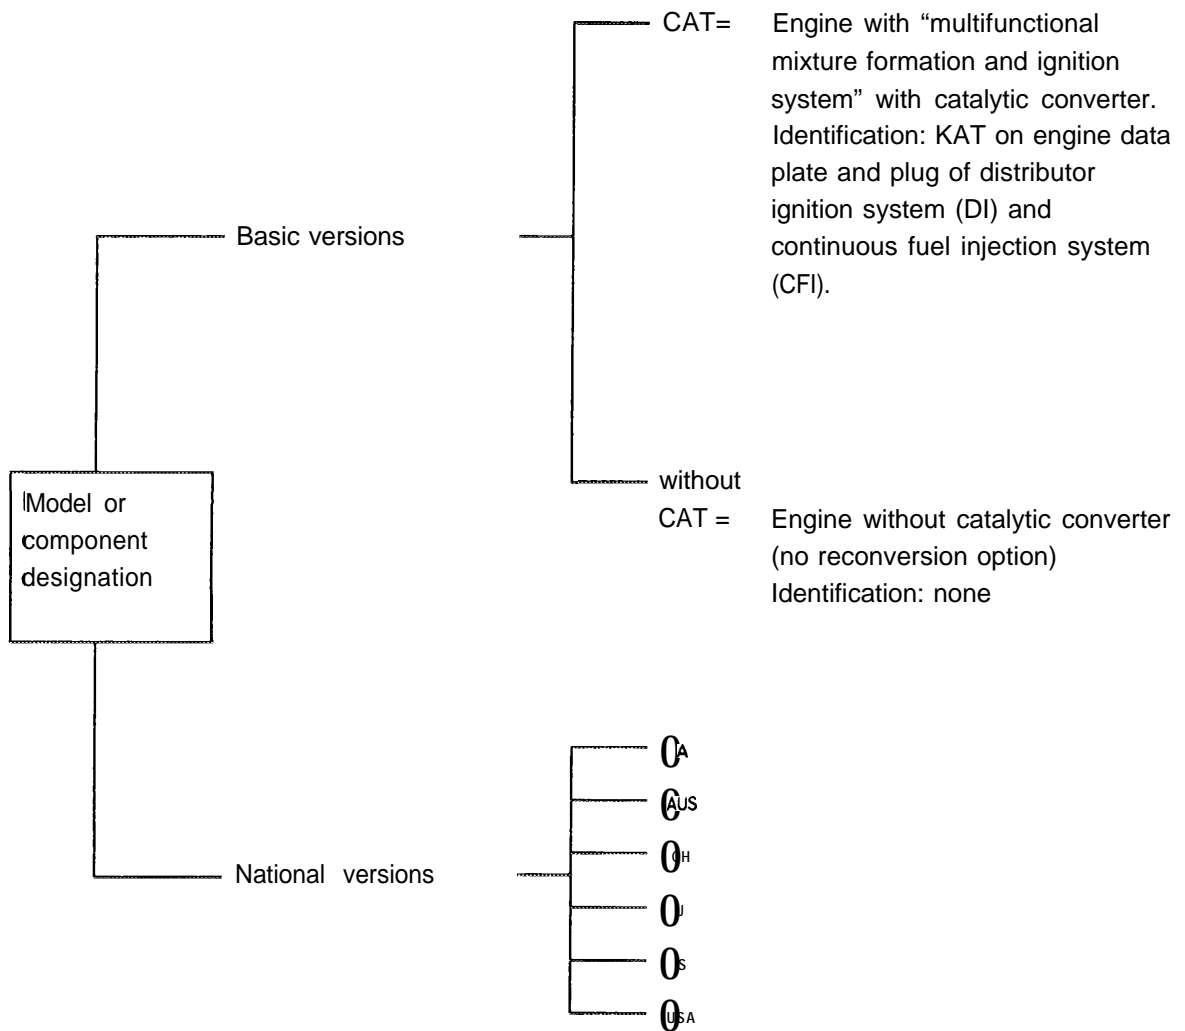 CAT= Engine with “multifunctional
mixture formation and ignition
system” with catalytic converter.
Identification: KAT on engine data
plate and plug of distributor
ignition system (DI) and
continuous fuel injection system
(CFI).
Basic versions
without
CAT = Engine without catalytic converter
(no reconversion option)
Identification: none
Model or
component
designation
National versions
A
AUS
CH
J
S
USA